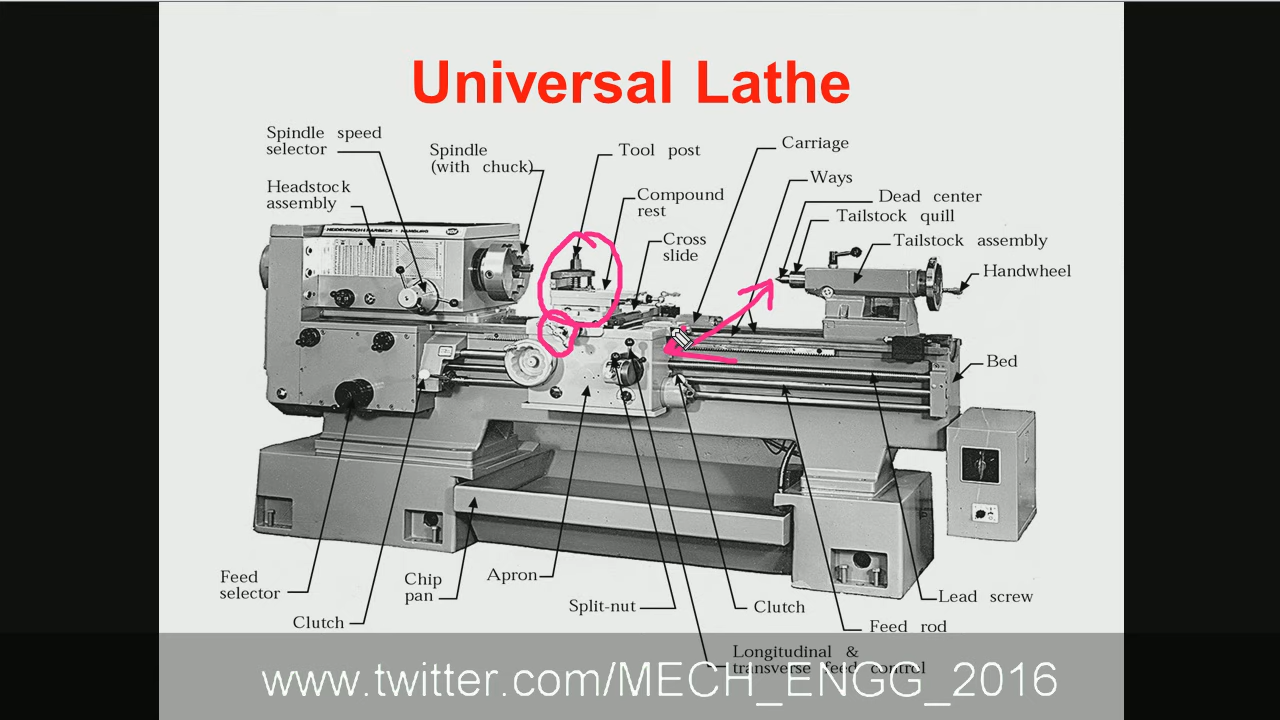 Universal Lathe
Spindle speed
selector
Headstock
assembly
Spindle
(with chuck)
Tool post
Compound
rest
Cross
slide
Carriage
Ways
Dead center
Tailstock quill
Tailstock assembly
Handwheel
Bed
Feed
selector
Clutch
Chip
pan
Apron
Split-nut
Clutch
Lead screw
Feed rod
Longitudinal &
transverse feed control
www.twitter.com/MECH_ENGG_2016